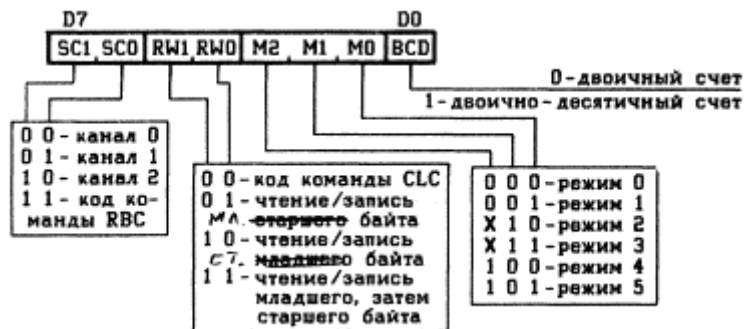 D7 D0
SC1 SC0 RW1 RW0 M2 M1 M0 BCD
0-двоичный счет
1-двоично-десятичный счет
0 0- канал 0
0 1- канал 1
1 0- канал 2
1 1- код ко-
манды RBC
0 0-код команды CLC
0 1- чтение/запись
мл. старшего байта
1 0- чтение/запись
ст. младшего байта
1 1- чтение/запись
младшего, затем
старшего байта
0 0 0-режим 0
0 0 1-режим 1
X 1 0-режим 2
X 1 1-режим 3
1 0 0-режим 4
1 0 1-режим 5